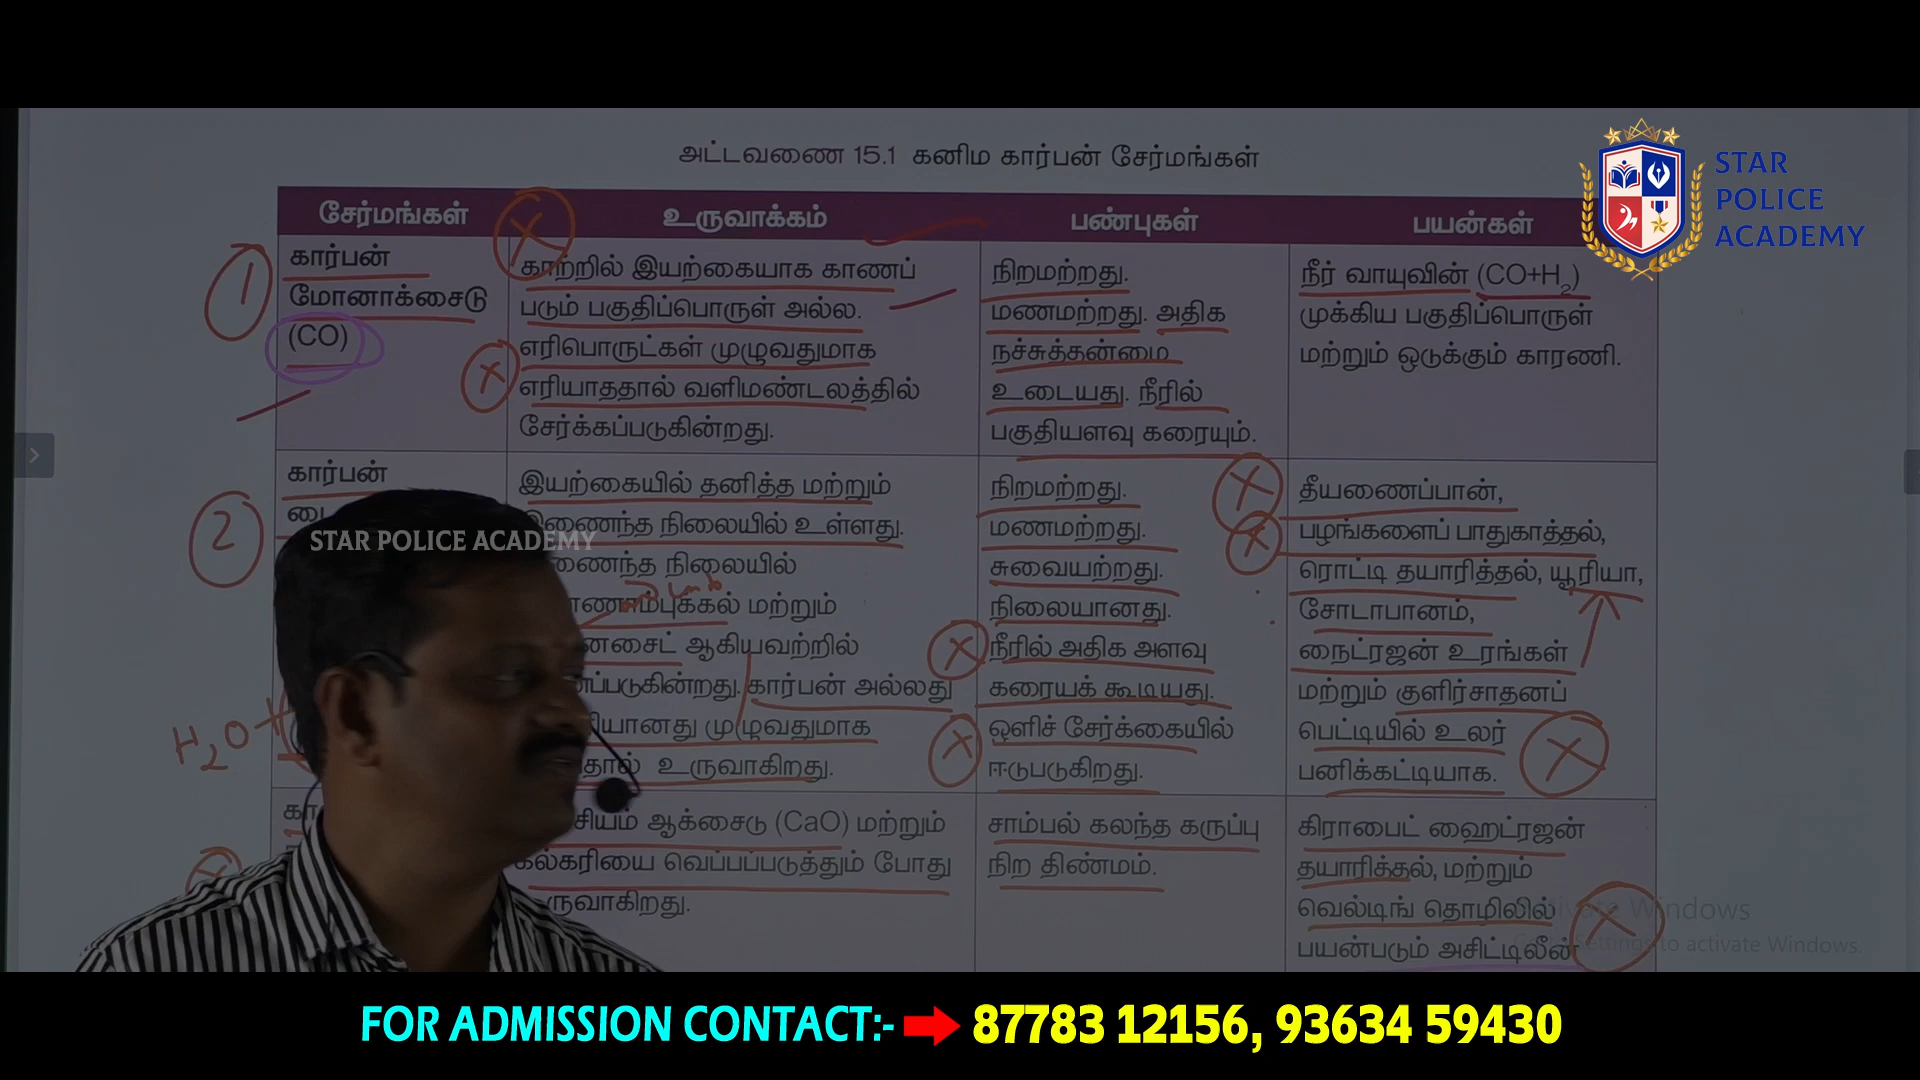 STAR
POLICE
ACADEMY
அட்டவணை 15.1 கனிம கார்பன் சேர்மங்கள்
சேர்மங்கள் உருவாக்கம் பண்புகள் பயன்கள்
1
கார்பன்
மோனாக்சைடு
(CO)
காற்றில் இயற்கையாக காணப்
படும் பகுதிப்பொருள் அல்ல.
எரிபொருட்கள் முழுவதுமாக
எரியாததால் வளிமண்டலத்தில்
சேர்க்கப்படுகின்றது.
நிறமற்றது.
மணமற்றது. அதிக
நச்சுத்தன்மை
உடையது. நீரில்
பகுதியளவு கரையும்.
நீர் வாயுவின் (CO+H₂)
முக்கிய பகுதிப்பொருள்
மற்றும் ஒடுக்கும் காரணி.
2
கார்பன்
இயற்கையில் தனித்த மற்றும்
இணைந்த நிலையில் உள்ளது.
நிலையில்
மற்றும்
ஆகியவற்றில்
கார்பன் அல்லது
முழுவதுமாக
உருவாகிறது.
நிறமற்றது.
மணமற்றது.
சுவையற்றது.
நிலையானது.
நீரில் அதிக அளவு
கரையக் கூடியது.
ஒளிச் சேர்க்கையில்
ஈடுபடுகிறது.
தீயணைப்பான்,
பழங்களைப் பாதுகாத்தல்,
ரொட்டி தயாரித்தல், யூரியா,
சோடாபானம்,
நைட்ரஜன் உரங்கள்
மற்றும் குளிர்சாதனப்
பெட்டியில் உலர்
பனிக்கட்டியாக.
H₂O +
ஆக்சைடு (CaO) மற்றும்
கல்கரியை வெப்பப்படுத்தும் போது
உருவாகிறது.
சாம்பல் கலந்த கருப்பு
நிற திண்மம்.
கிராபைட் ஹைட்ரஜன்
தயாரித்தல், மற்றும்
வெல்டிங் தொழிலில்
பயன்படும் அசிட்டிலீன்
STAR POLICE ACADEMY
Windows
to activate Windows.
FOR ADMISSION CONTACT:- 87783 12156, 93634 59430